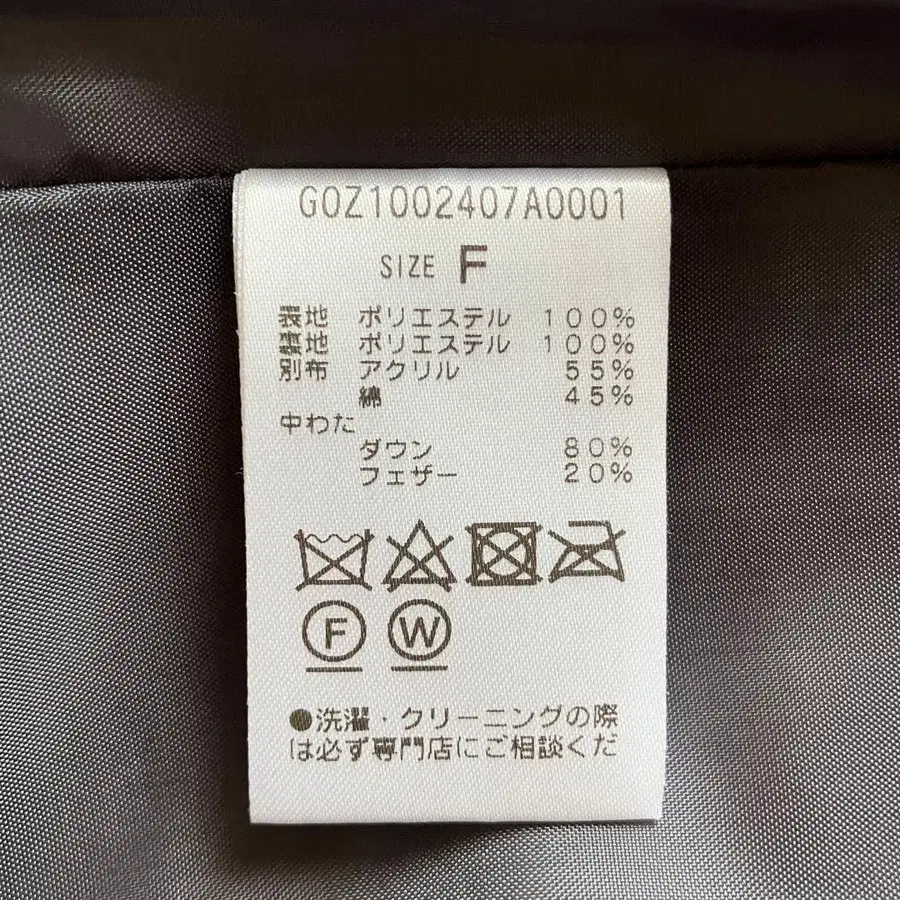 G0Z1002407A0001
SIZE F
表地 ポリエステル 100%
裏地 ポリエステル 100%
別布 アクリル 55%
綿 45%
中わた
ダウン 80%
フェザー 20%
F W
●洗濯・クリーニングの際
は必ず専門店にご相談くだ